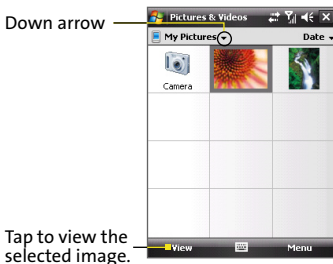 Down arrow
Pictures & Videos
My Pictures
Date
Camera
Tap to view the
selected image.
View
Menu